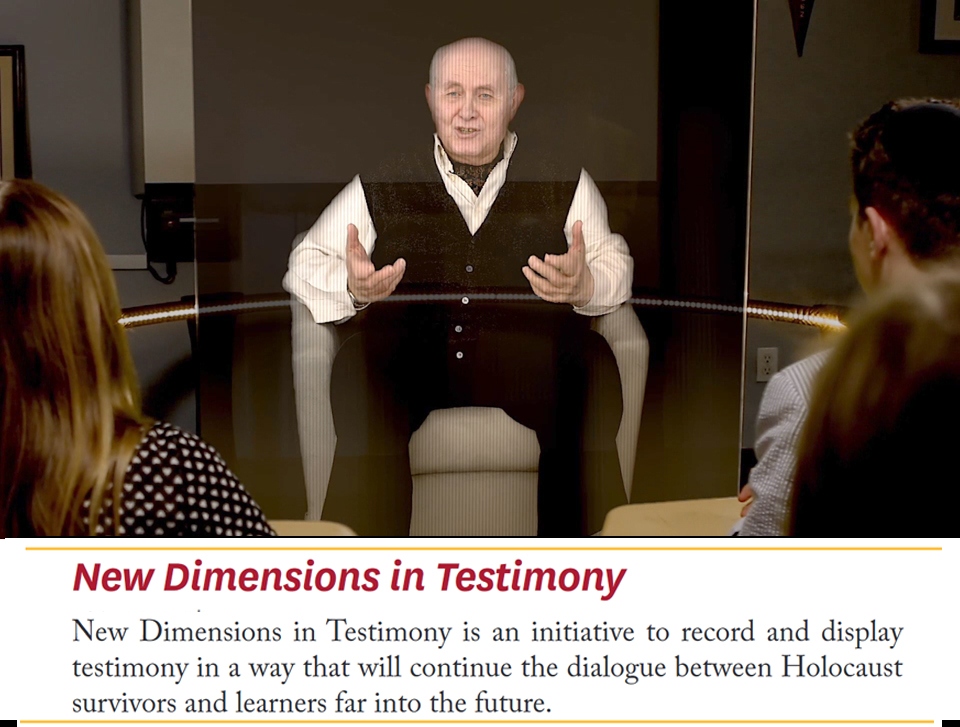 New Dimensions in Testimony
New Dimensions in Testimony is an initiative to record and display
testimony in a way that will continue the dialogue between Holocaust
survivors and learners far into the future.